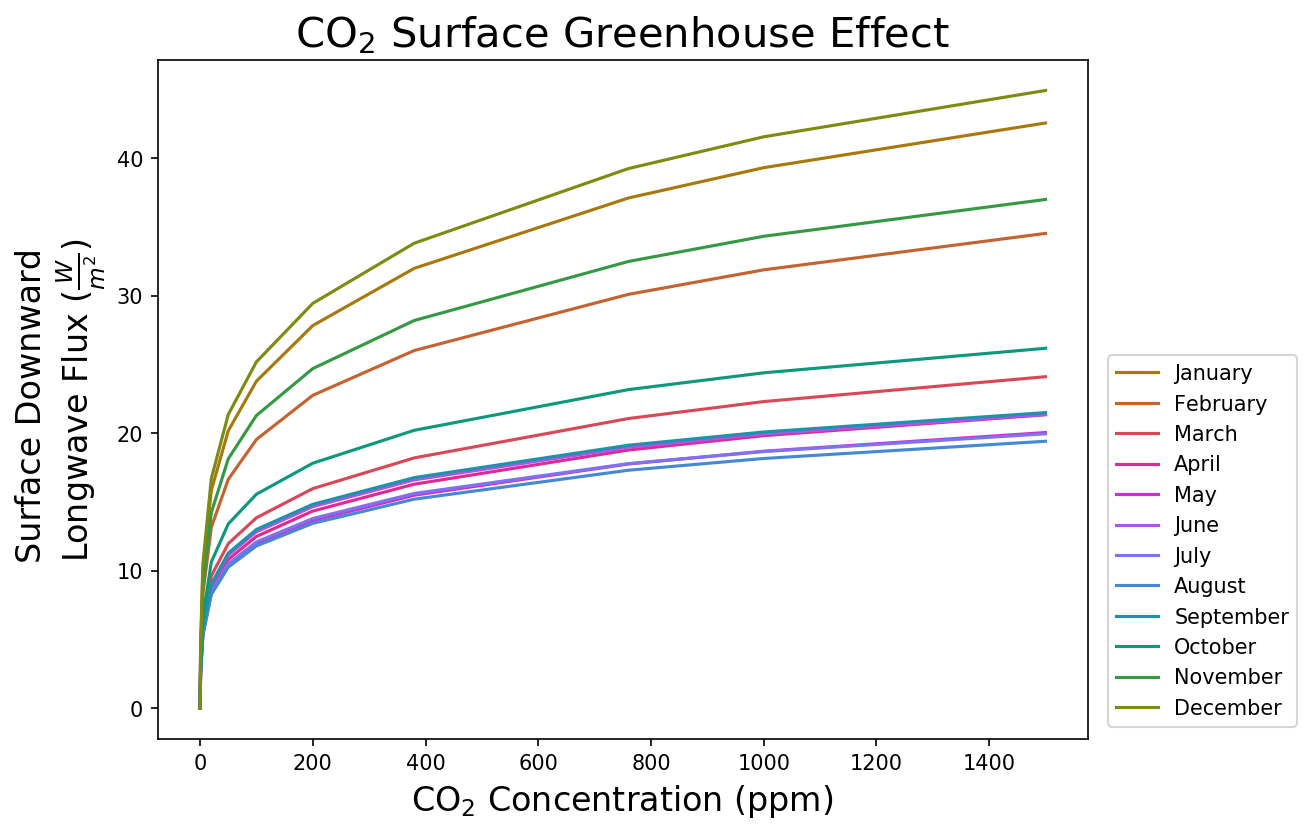 CO₂ Surface Greenhouse Effect
Surface Downward
Longwave Flux (W/m²)
40
30
20
10
0
0 200 400 600 800 1000 1200 1400
CO₂ Concentration (ppm)
January
February
March
April
May
June
July
August
September
October
November
December